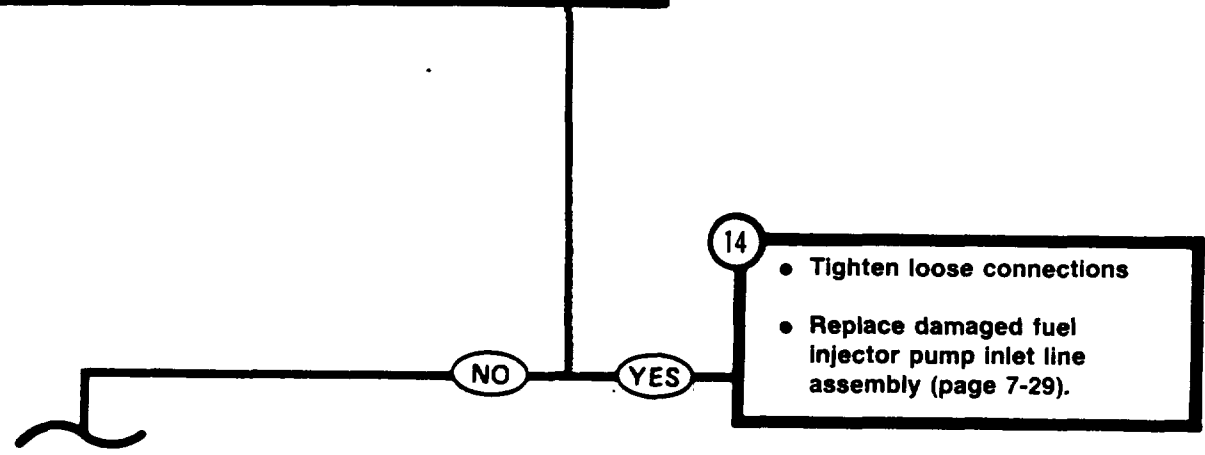 14
● Tighten loose connections
● Replace damaged fuel
injector pump inlet line
assembly (page 7-29).
NO
YES